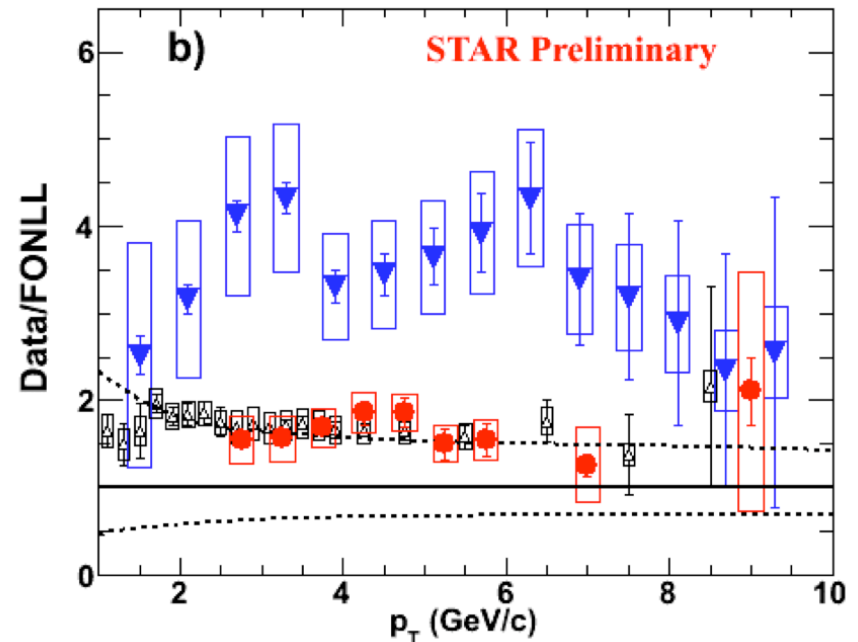 b)
STAR Preliminary
6
4
2
0
Data/FONLL
2 4 6 8 10
p_T (GeV/c)